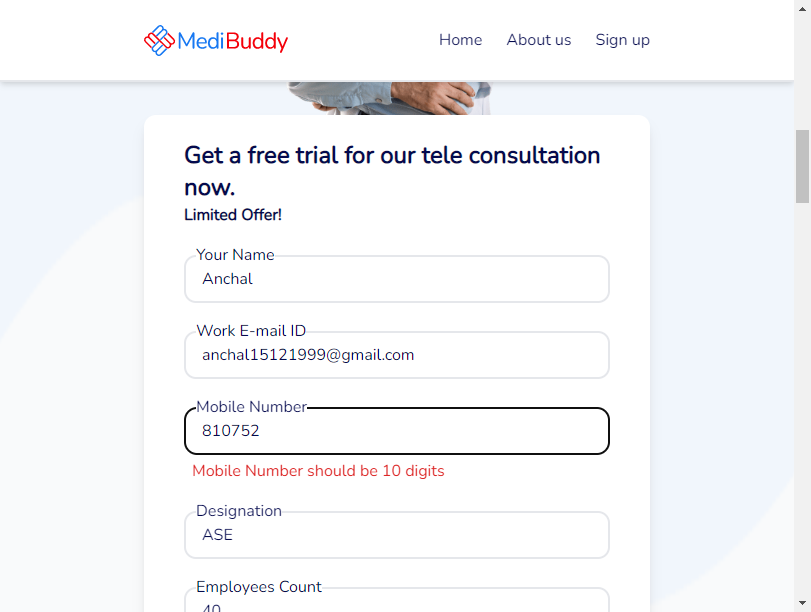 MediBuddy
Home About us Sign up
Get a free trial for our tele consultation
now.
Limited Offer!
Your Name
Anchal
Work E-mail ID
anchal15121999@gmail.com
Mobile Number
810752
Mobile Number should be 10 digits
Designation
ASE
Employees Count
40